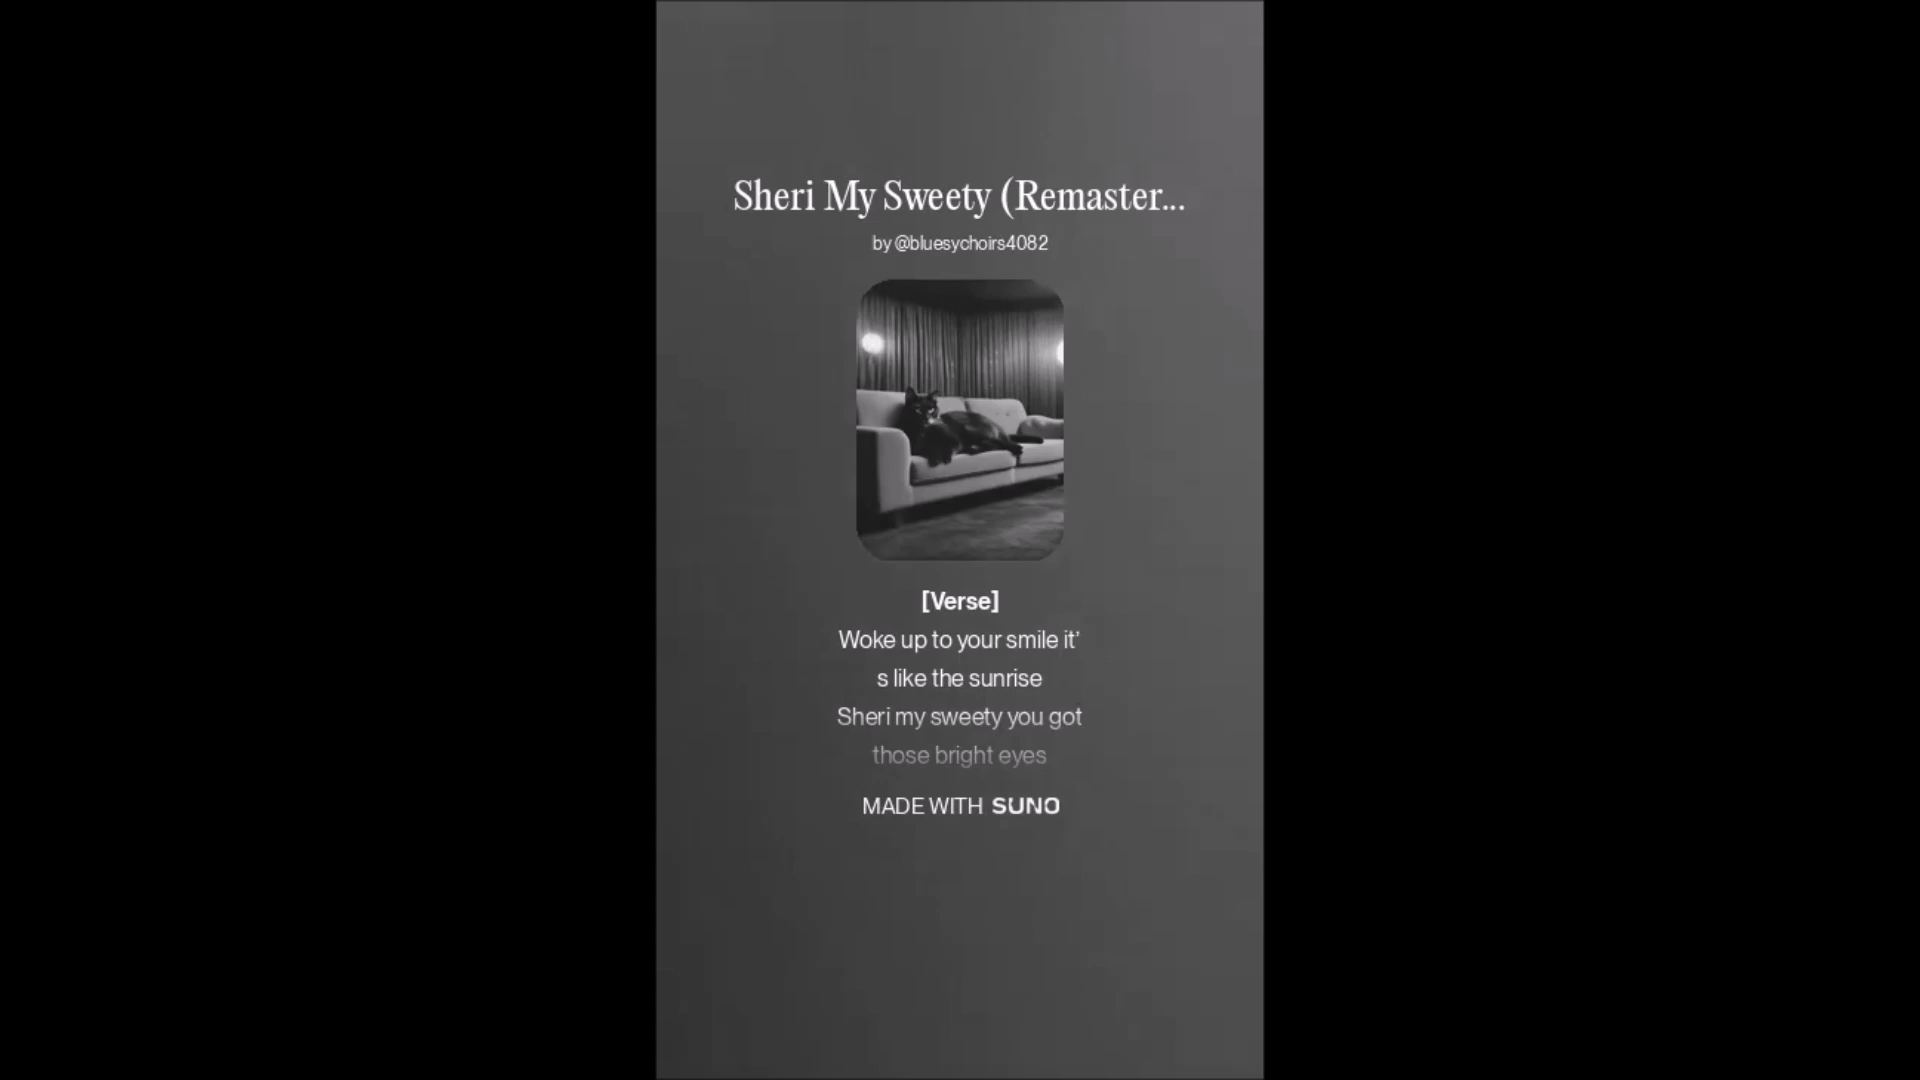 Sheri My Sweety (Remaster...
by @bluesychoirs4082
[Verse]
Woke up to your smile it’
s like the sunrise
Sheri my sweety you got
those bright eyes
MADE WITH SUNO